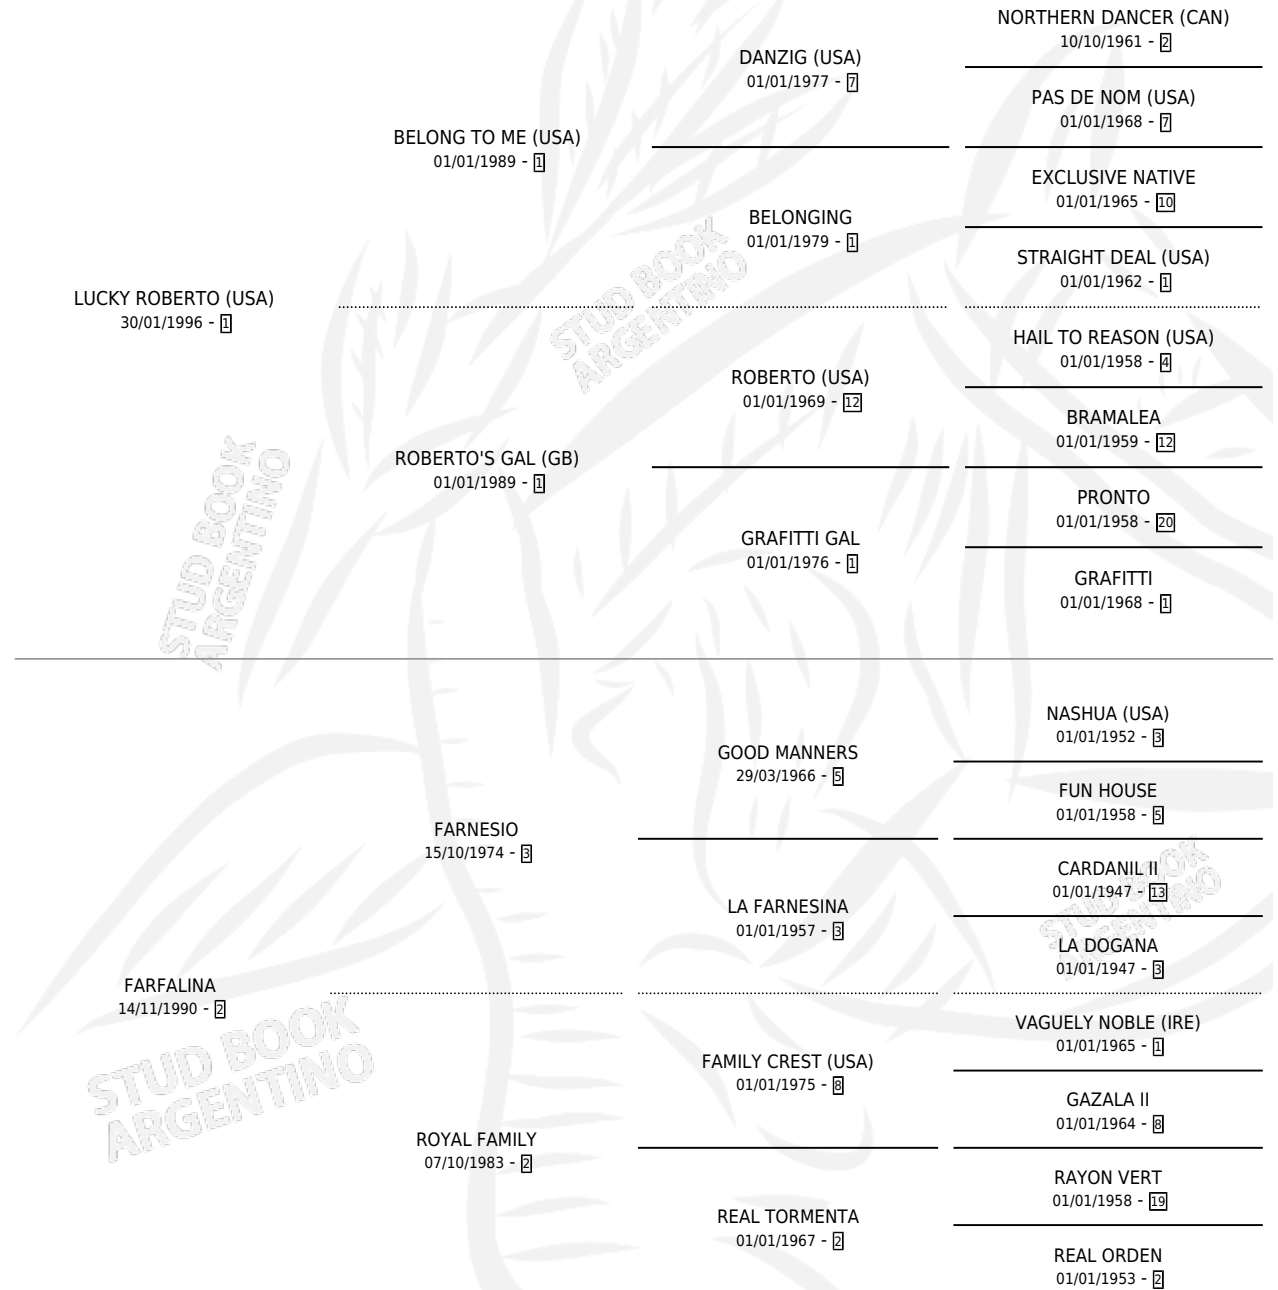 NORTHERN DANCER (CAN)
10/10/1961 - 2
DANZIG (USA)
01/01/1977 - 7
PAS DE NOM (USA)
01/01/1968 - 7
BELONG TO ME (USA)
01/01/1989 - 1
EXCLUSIVE NATIVE
01/01/1965 - 10
BELONGING
01/01/1979 - 1
STRAIGHT DEAL (USA)
01/01/1962 - 1
LUCKY ROBERTO (USA)
30/01/1996 - 1
STUD BOOK
ARGENTINO
HAIL TO REASON (USA)
01/01/1958 - 4
ROBERTO (USA)
01/01/1969 - 12
BRAMALEA
01/01/1959 - 12
ROBERTO'S GAL (GB)
01/01/1989 - 1
PRONTO
01/01/1958 - 20
GRAFITTI GAL
01/01/1976 - 1
GRAFITTI
01/01/1968 - 1
STUD BOOK
ARGENTINO
NASHUA (USA)
01/01/1952 - 3
GOOD MANNERS
29/03/1966 - 5
FUN HOUSE
01/01/1958 - 5
FARNESIO
15/10/1974 - 3
CARDANIL II
01/01/1947 - 13
LA FARNESINA
01/01/1957 - 3
STUD BOOK
ARGENTINO
LA DOGANA
01/01/1947 - 3
FARFALINA
14/11/1990 - 2
VAGUELY NOBLE (IRE)
01/01/1965 - 1
FAMILY CREST (USA)
01/01/1975 - 8
STUD BOOK
ARGENTINO
GAZALA II
01/01/1964 - 8
ROYAL FAMILY
07/10/1983 - 2
RAYON VERT
01/01/1958 - 19
REAL TORMENTA
01/01/1967 - 2
REAL ORDEN
01/01/1953 - 2